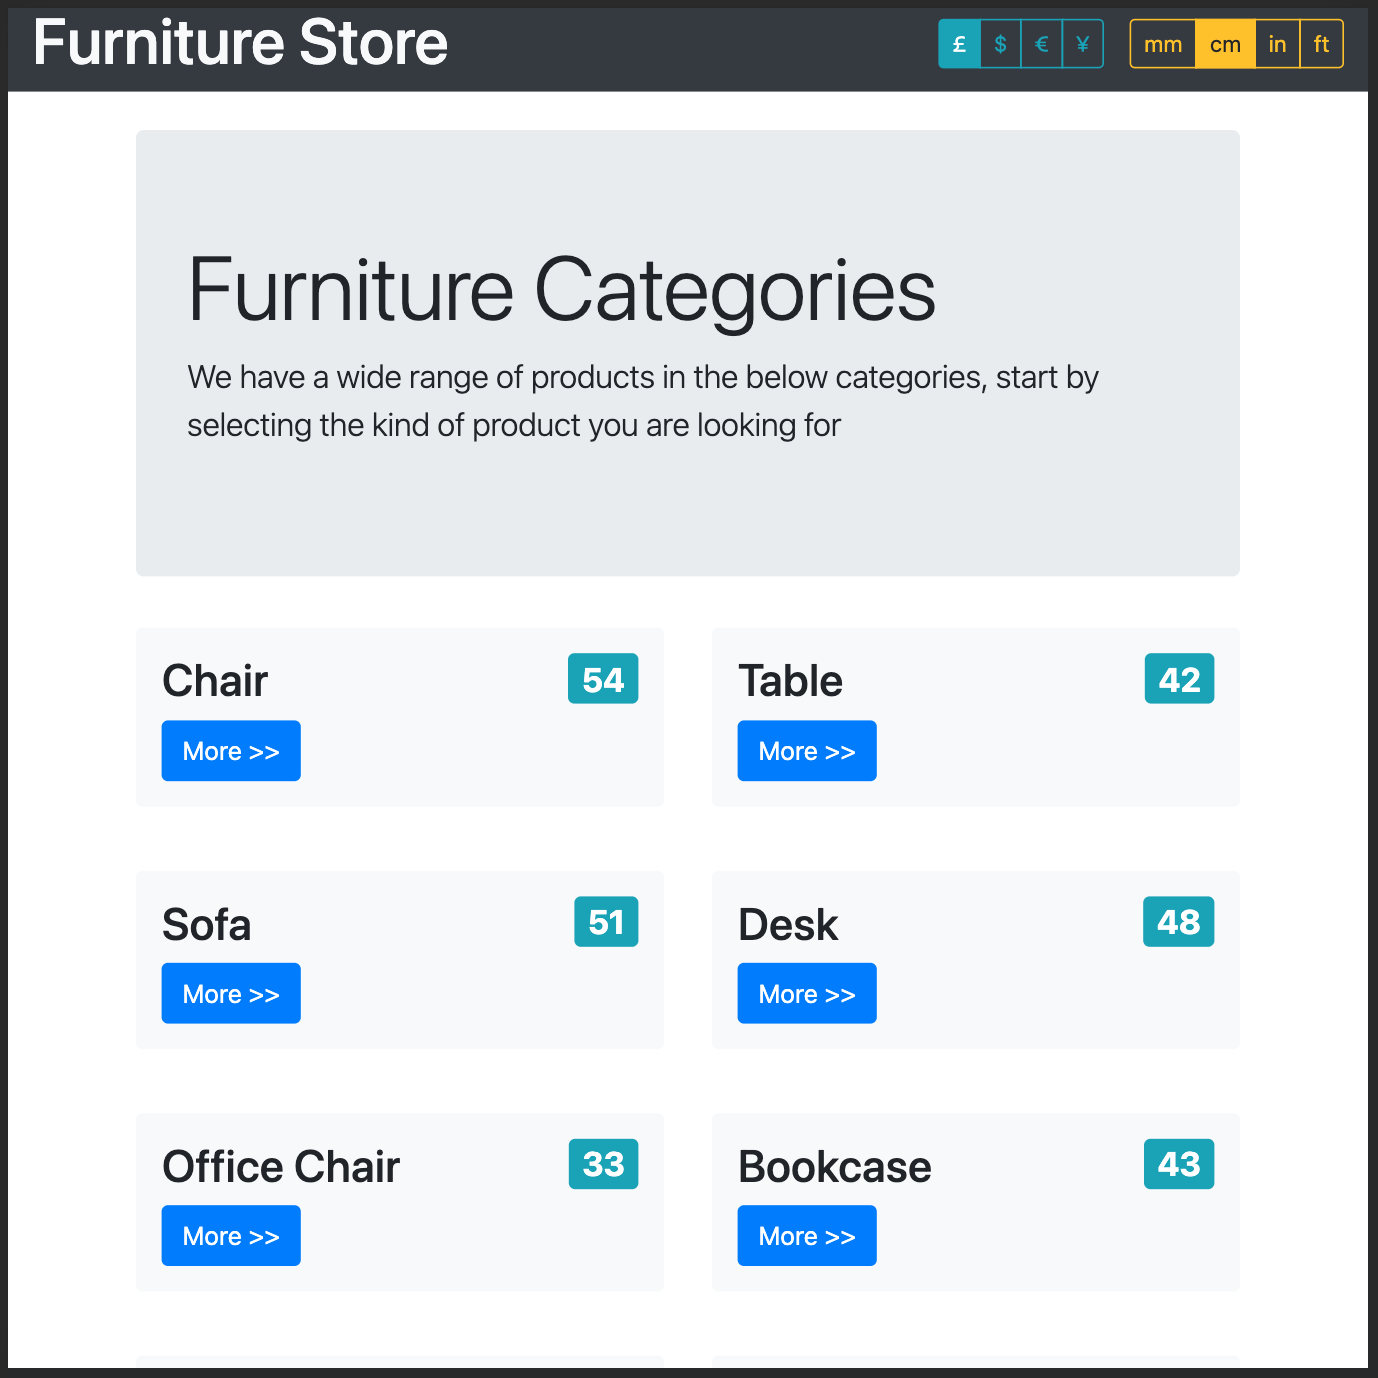 Furniture Store
£ $ € ¥ mm cm in ft
Furniture Categories
We have a wide range of products in the below categories, start by
selecting the kind of product you are looking for
Chair 54
More >>
Table 42
More >>
Sofa 51
More >>
Desk 48
More >>
Office Chair 33
More >>
Bookcase 43
More >>